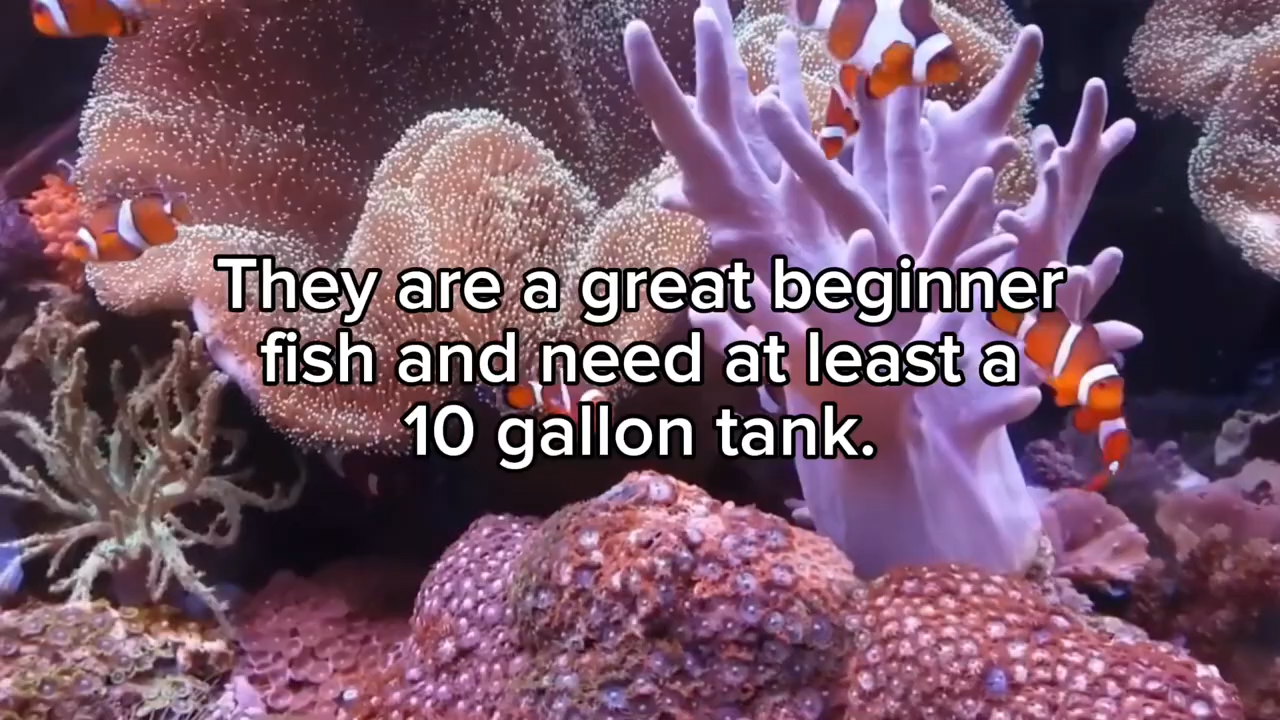 They are a great beginner
fish and need at least a
10 gallon tank.